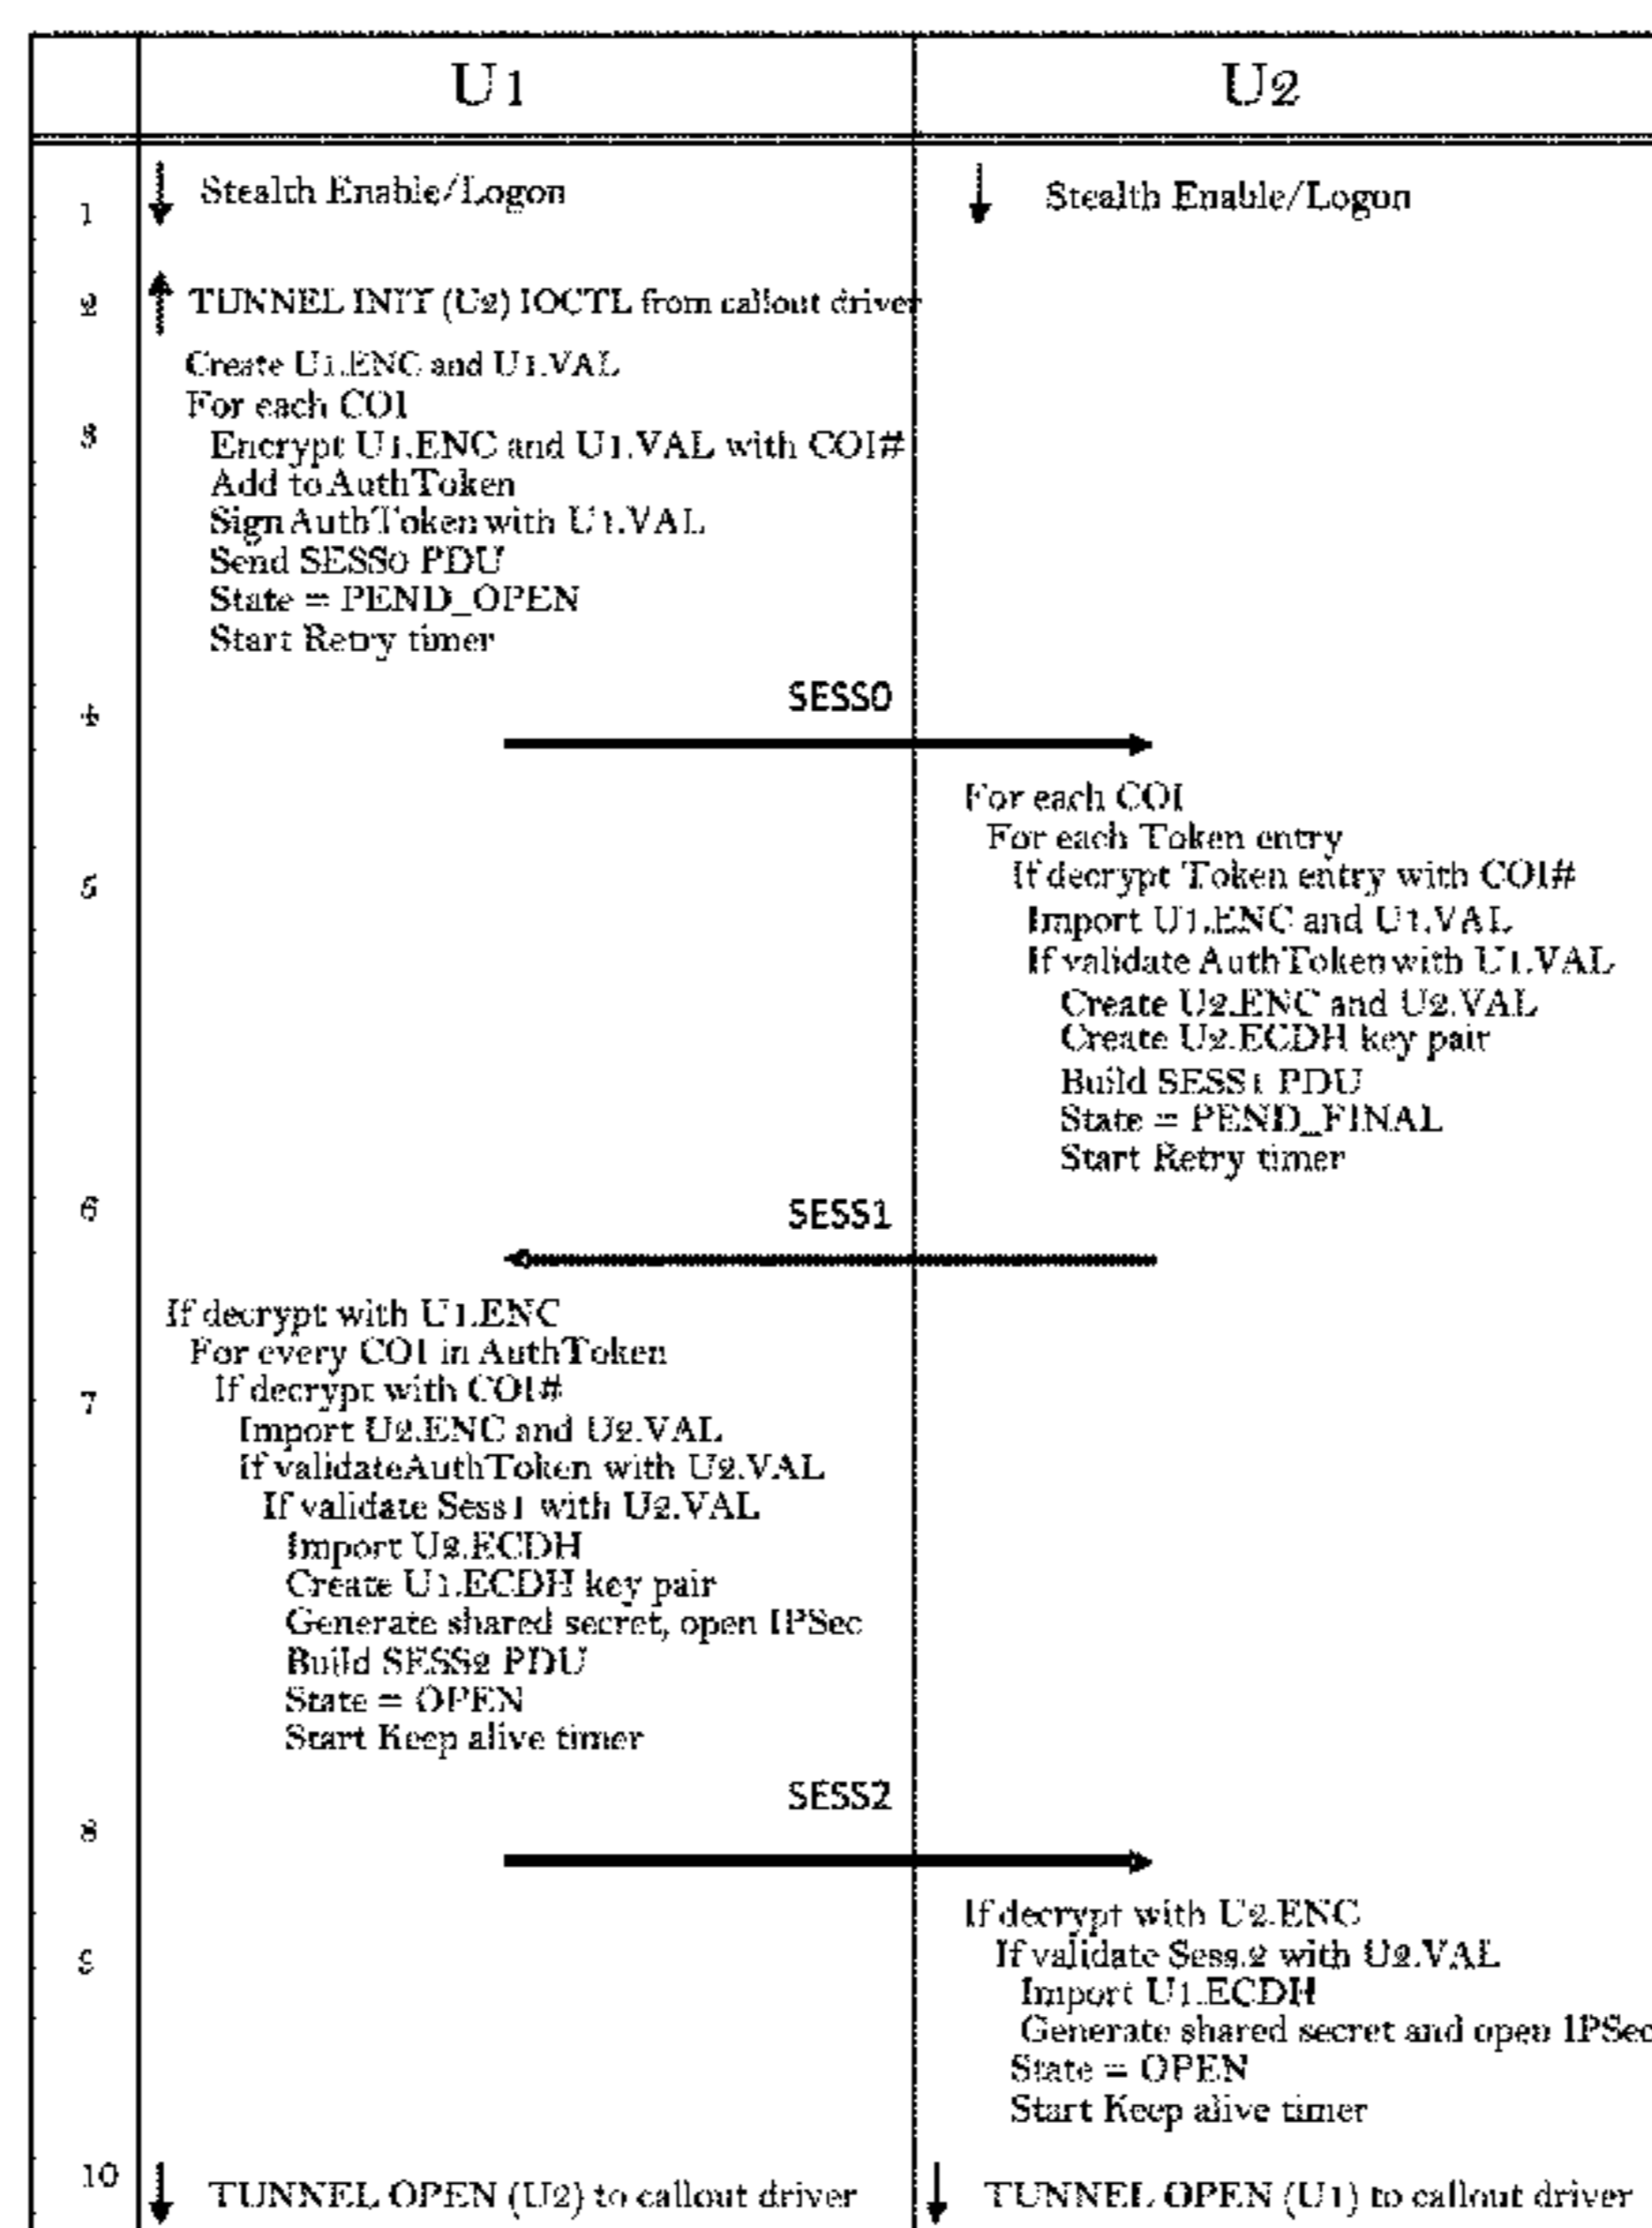 U1 U2
1 Stealth Enable/Logon Stealth Enable/Logon
2 TUNNEL INIT (U2) IOCTL from callout driver
Create U1.ENC and U1.VAL
For each COI
3 Encrypt U1.ENC and U1.VAL with COI#
Add to AuthToken
Sign AuthToken with U1.VAL
Send SESS0 PDU
State = PEND_OPEN
Start Retry timer
SESS0
4
For each COI
For each Token entry
5 If decrypt Token entry with COI#
Import U1.ENC and U1.VAL
If validate AuthToken with U1.VAL
Create U2.ENC and U2.VAL
Create U2.ECDH key pair
Build SESS1 PDU
State = PEND_FINAL
Start Retry timer
6 SESS1
If decrypt with U1.ENC
For every COI in AuthToken
7 If decrypt with COI#
Import U2.ENC and U2.VAL
If validateAuthToken with U2.VAL
If validate Sess1 with U2.VAL
Import U2.ECDH
Create U1.ECDH key pair
Generate shared secret, open IPSec
Build SESS2 PDU
State = OPEN
Start Keep alive timer
SESS2
8
If decrypt with U2.ENC
9 If validate Sess.2 with U2.VAL
Import U1.ECDH
Generate shared secret and open IPSec
State = OPEN
Start Keep alive timer
10 TUNNEL OPEN (U2) to callout driver TUNNEL OPEN (U1) to callout driver